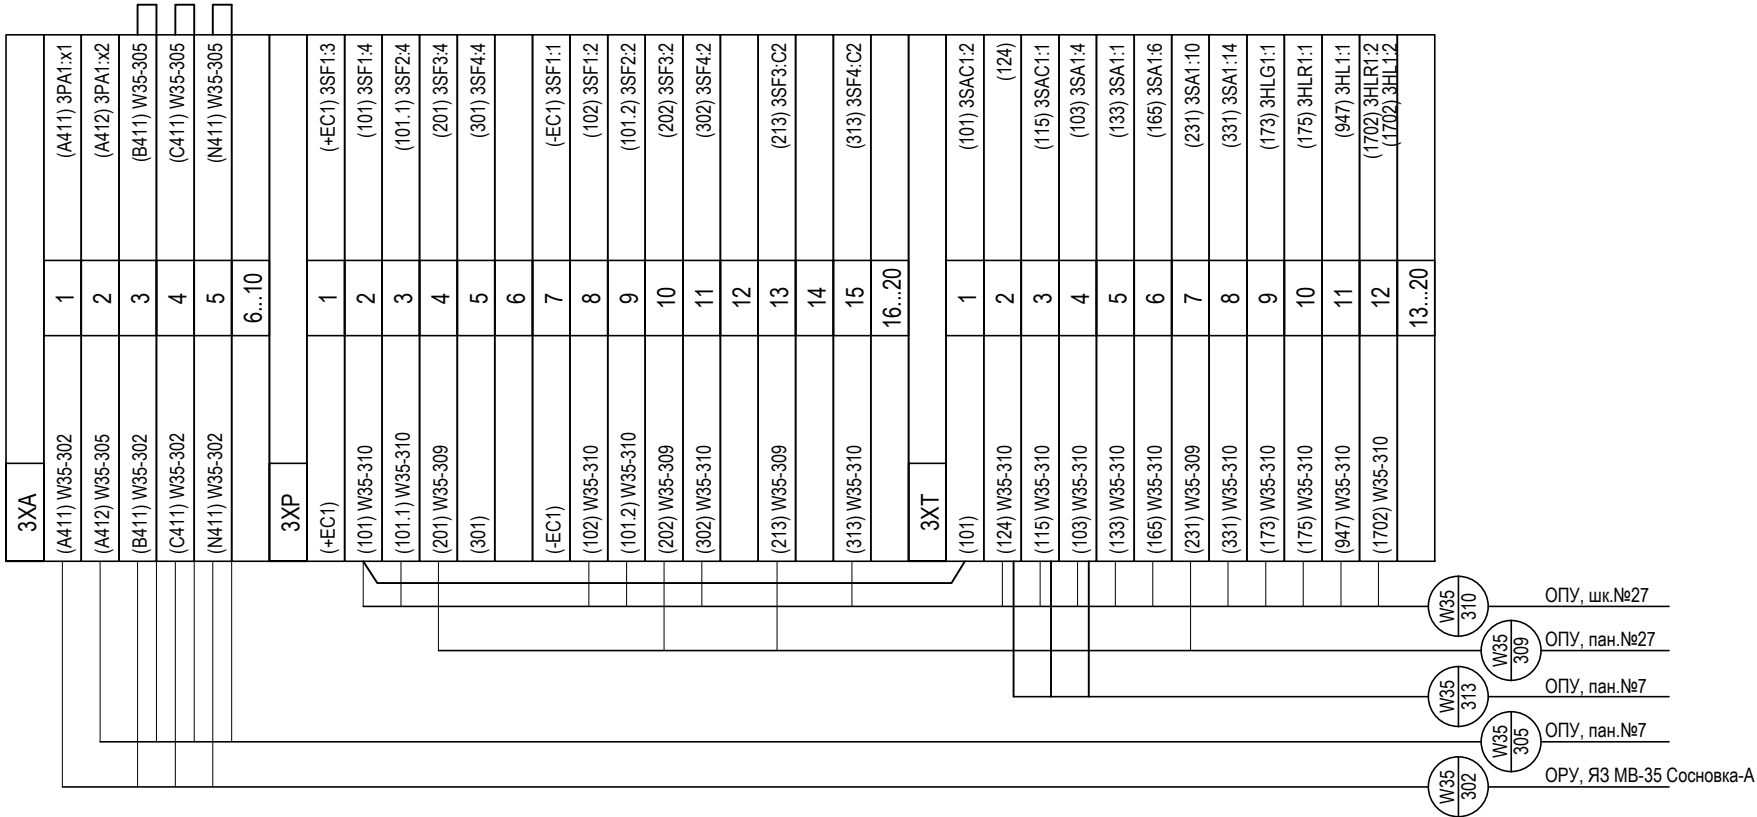 3XA
(A411) W35-302
1
(A411) 3PA1:x1
(A412) W35-305
2
(A412) 3PA1:x2
(B411) W35-302
3
(B411) W35-305
(C411) W35-302
4
(C411) W35-305
(N411) W35-302
5
(N411) W35-305
6...10
3XP
(+EC1)
1
(+EC1) 3SF1:3
(101) W35-310
2
(101) 3SF1:4
(101.1) W35-310
3
(101.1) 3SF2:4
(201) W35-309
4
(201) 3SF3:4
(301)
5
(301) 3SF4:4
6
(-EC1)
7
(-EC1) 3SF1:1
(102) W35-310
8
(102) 3SF1:2
(101.2) W35-310
9
(101.2) 3SF2:2
(202) W35-309
10
(202) 3SF3:2
(302) W35-310
11
(302) 3SF4:2
12
(213) W35-309
13
(213) 3SF3:C2
14
(313) W35-310
15
(313) 3SF4:C2
16...20
3XT
(101)
1
(101) 3SAC1:2
(124) W35-310
2
(124)
(115) W35-310
3
(115) 3SAC1:1
(103) W35-310
4
(103) 3SA1:4
(133) W35-310
5
(133) 3SA1:1
(165) W35-310
6
(165) 3SA1:6
(231) W35-309
7
(231) 3SA1:10
(331) W35-310
8
(331) 3SA1:14
(173) W35-310
9
(173) 3HLG1:1
(175) W35-310
10
(175) 3HLR1:1
(947) W35-310
11
(947) 3HL1:1
(1702) W35-310
12
(1702) 3HLR1:2
(1702) 3HL1:2
13...20
W35
310
ОПУ, шк.№27
W35
309
ОПУ, пан.№27
W35
313
ОПУ, пан.№7
W35
305
ОПУ, пан.№7
W35
302
ОРУ, ЯЗ МВ-35 Сосновка-А